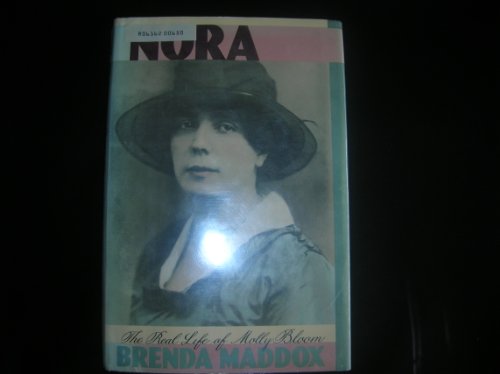 NORA
The Real Life of Molly Bloom
BRENDA MADDOX